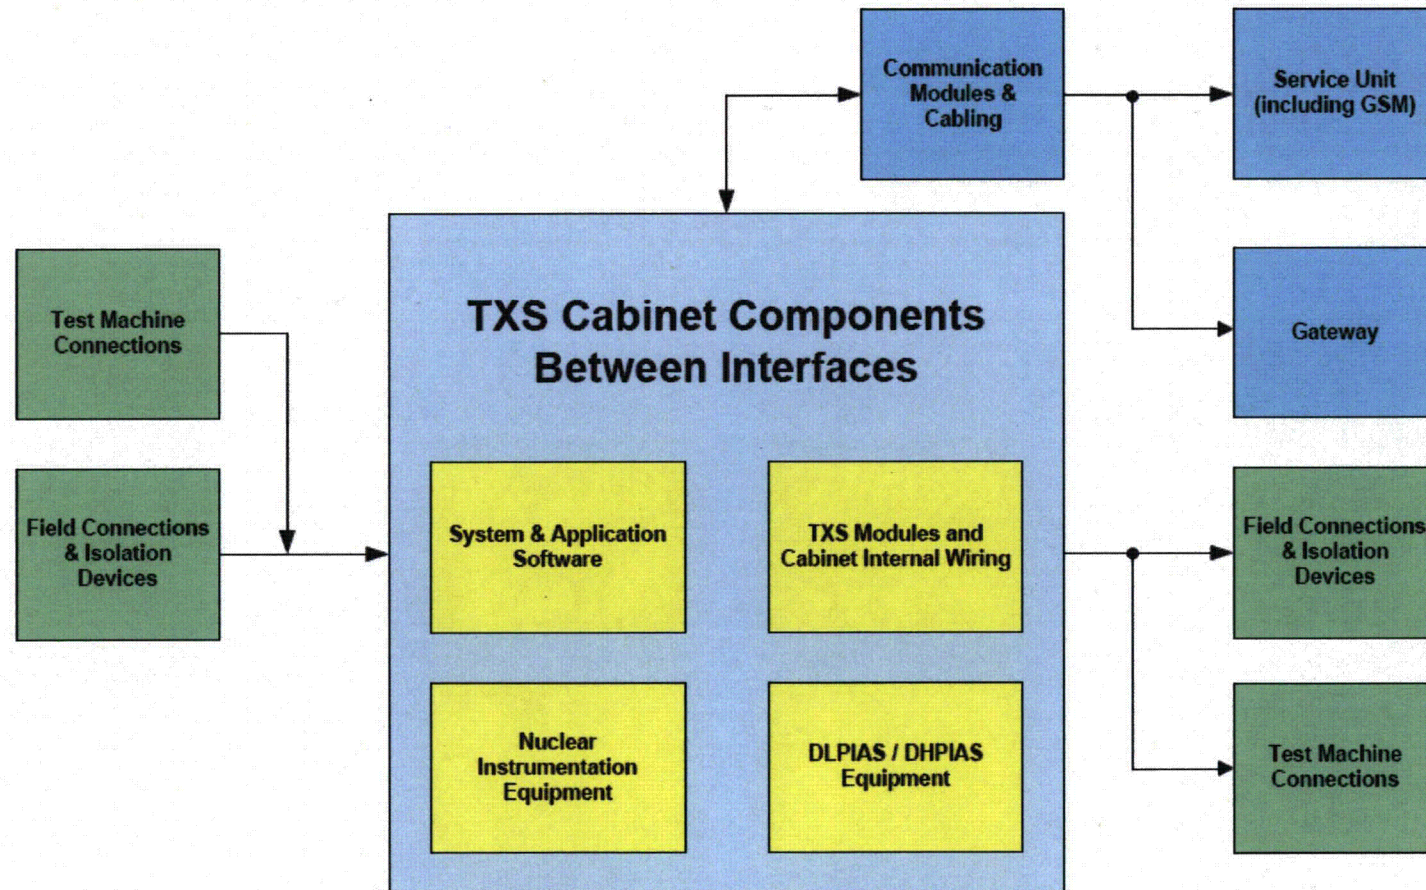 Communication
Modules &
Cabling
Service Unit
(including GSM)
Test Machine
Connections
TXS Cabinet Components
Between Interfaces
Gateway
Field Connections
& Isolation
Devices
System & Application
Software
TXS Modules and
Cabinet Internal Wiring
Field Connections
& Isolation
Devices
Nuclear
Instrumentation
Equipment
DLPIAS / DHPIAS
Equipment
Test Machine
Connections